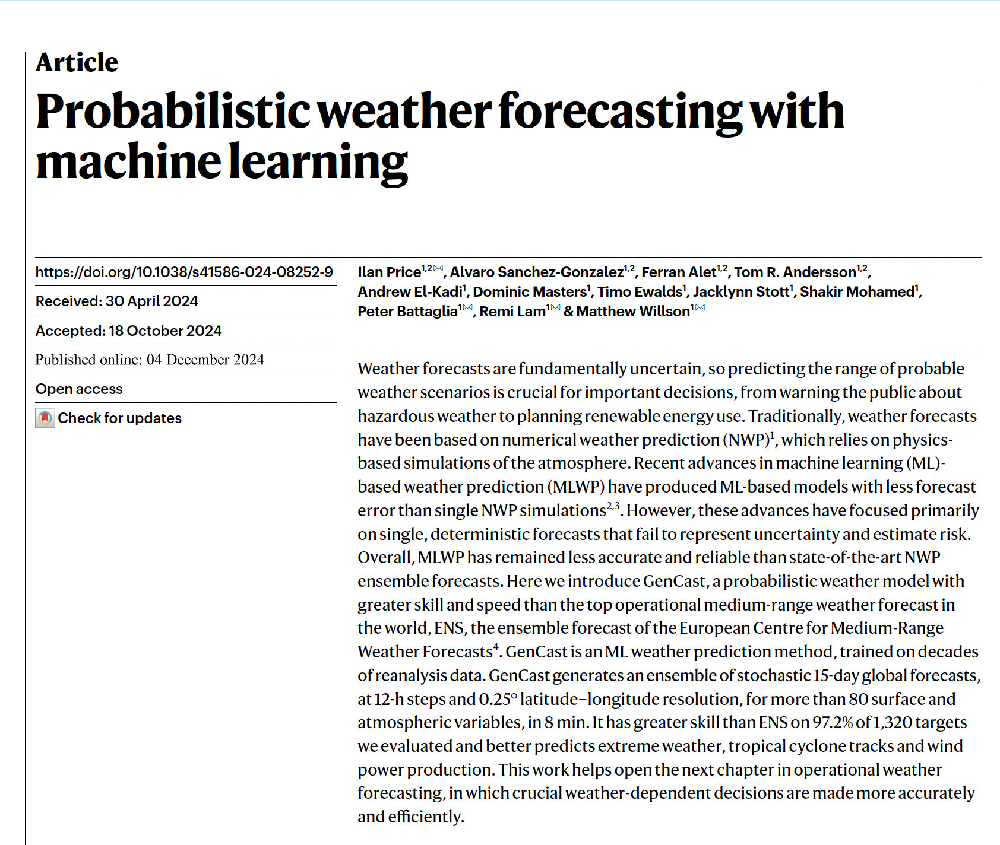 Article
Probabilistic weather forecasting with
machine learning
https://doi.org/10.1038/s41586-024-08252-9
Received: 30 April 2024
Accepted: 18 October 2024
Published online: 04 December 2024
Open access
Check for updates
Ilan Price1,2✉, Alvaro Sanchez-Gonzalez1,2, Ferran Alet1,2, Tom R. Andersson1,2,
Andrew El-Kadi1, Dominic Masters1, Timo Ewalds1, Jacklynn Stott1, Shakir Mohamed1,
Peter Battaglia1✉, Remi Lam1✉ & Matthew Willson1✉
Weather forecasts are fundamentally uncertain, so predicting the range of probable
weather scenarios is crucial for important decisions, from warning the public about
hazardous weather to planning renewable energy use. Traditionally, weather forecasts
have been based on numerical weather prediction (NWP)1, which relies on physics-
based simulations of the atmosphere. Recent advances in machine learning (ML)-
based weather prediction (MLWP) have produced ML-based models with less forecast
error than single NWP simulations2,3. However, these advances have focused primarily
on single, deterministic forecasts that fail to represent uncertainty and estimate risk.
Overall, MLWP has remained less accurate and reliable than state-of-the-art NWP
ensemble forecasts. Here we introduce GenCast, a probabilistic weather model with
greater skill and speed than the top operational medium-range weather forecast in
the world, ENS, the ensemble forecast of the European Centre for Medium-Range
Weather Forecasts4. GenCast is an ML weather prediction method, trained on decades
of reanalysis data. GenCast generates an ensemble of stochastic 15-day global forecasts,
at 12-h steps and 0.25° latitude–longitude resolution, for more than 80 surface and
atmospheric variables, in 8 min. It has greater skill than ENS on 97.2% of 1,320 targets
we evaluated and better predicts extreme weather, tropical cyclone tracks and wind
power production. This work helps open the next chapter in operational weather
forecasting, in which crucial weather-dependent decisions are made more accurately
and efficiently.